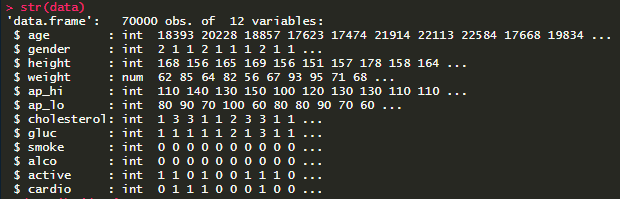 > str(data)
'data.frame':   70000 obs. of  12 variables:
 $ age        : int  18393 20228 18857 17623 17474 21914 22113 22584 17668 19834 ...
 $ gender     : int  2 1 1 2 1 1 1 2 1 1 ...
 $ height     : int  168 156 165 169 156 151 157 178 158 164 ...
 $ weight     : num  62 85 64 82 56 67 93 95 71 68 ...
 $ ap_hi      : int  110 140 130 150 100 120 130 130 110 110 ...
 $ ap_lo      : int  80 90 70 100 60 80 80 90 70 60 ...
 $ cholesterol: int  1 3 3 1 1 2 3 3 1 1 ...
 $ gluc       : int  1 1 1 1 1 2 1 3 1 1 ...
 $ smoke      : int  0 0 0 0 0 0 0 0 0 0 ...
 $ alco       : int  0 0 0 0 0 0 0 0 0 0 ...
 $ active     : int  1 1 0 1 0 0 1 1 1 0 ...
 $ cardio     : int  0 1 1 1 0 0 0 1 0 0 ...